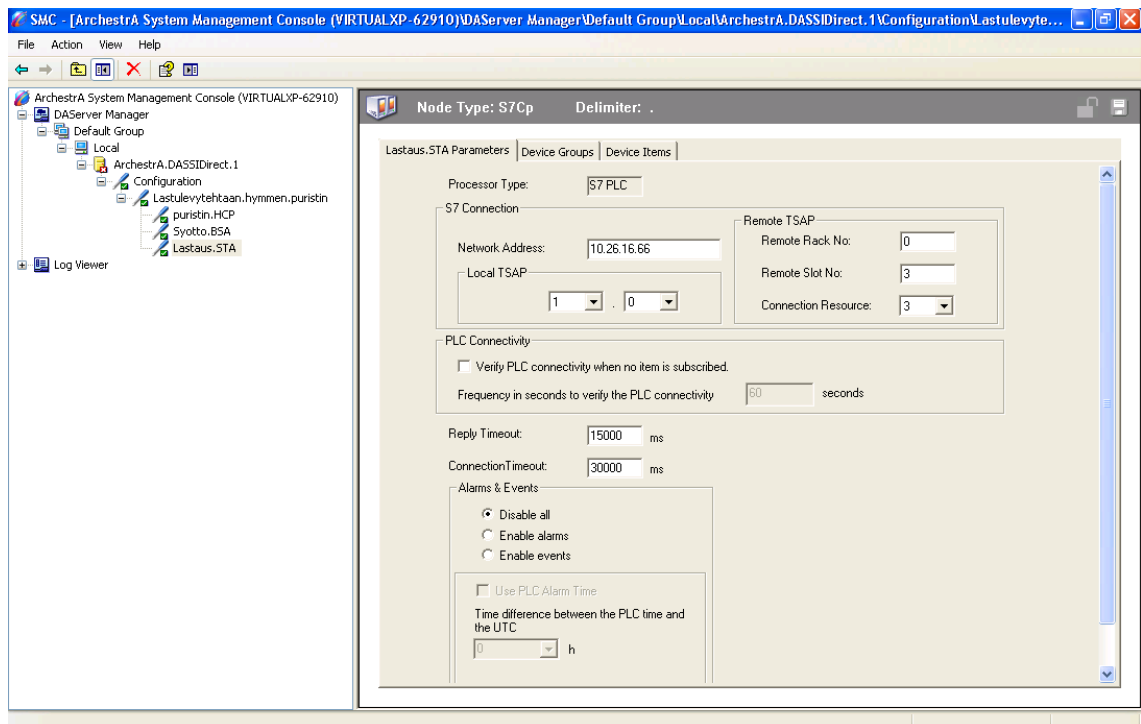 SMC - [ArchestrA System Management Console (VIRTUALXP-62910)\DAServer Manager\Default Group\Local\ArchestrA.DASSIDirect.1\Configuration\Lastulevyte...
File Action View Help
ArchestrA System Management Console (VIRTUALXP-62910)
DAServer Manager
Default Group
Local
ArchestrA.DASSIDirect.1
Configuration
Lastulevytehtaan.hymmen.puristin
puristin.HCP
Syotto.BSA
Lastaus.STA
Log Viewer
Node Type: S7Cp Delimiter: .
Lastaus.STA Parameters Device Groups Device Items
Processor Type: S7 PLC
S7 Connection
Network Address: 10.26.16.66
Local TSAP
1 . 0
Remote TSAP
Remote Rack No: 0
Remote Slot No: 3
Connection Resource: 3
PLC Connectivity
Verify PLC connectivity when no item is subscribed.
Frequency in seconds to verify the PLC connectivity 60 seconds
Reply Timeout: 15000 ms
ConnectionTimeout: 30000 ms
Alarms & Events
Disable all
Enable alarms
Enable events
Use PLC Alarm Time
Time difference between the PLC time and
the UTC
0 h